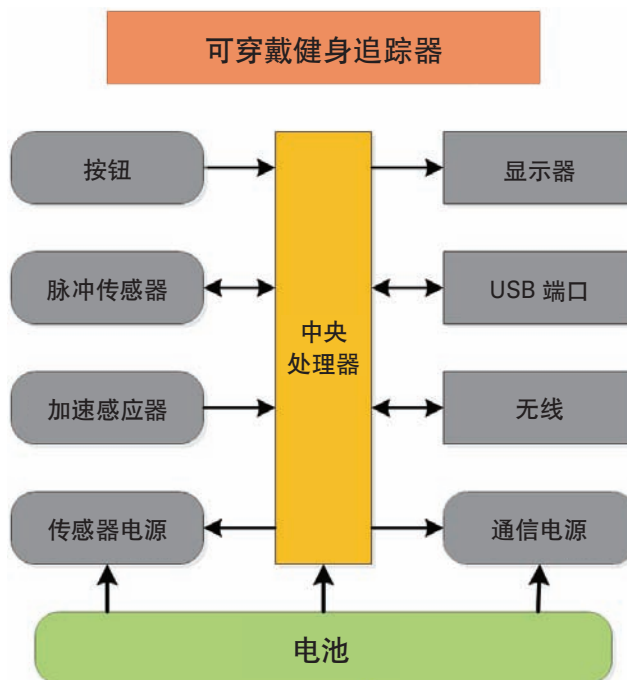 可穿戴健身追踪器
按钮
显示器
脉冲传感器
USB 端口
中央
处理器
加速感应器
无线
传感器电源
通信电源
电池